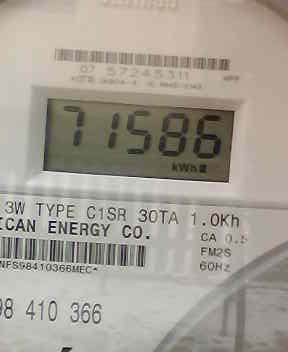 07 57245311
71586
kWh
3W TYPE C1SR 30TA 1.0Kh
ICAN ENERGY CO.
CA 0.5
FM2S
60Hz
NFS98410366MEC*
98 410 366